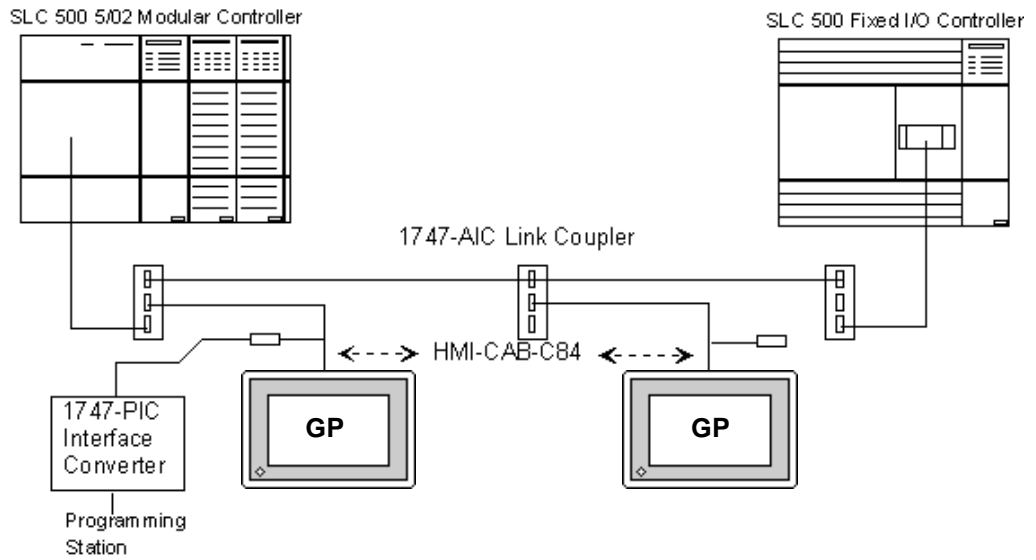 SLC 500 5/02 Modular Controller
SLC 500 Fixed I/O Controller
1747-AIC Link Coupler
HMI-CAB-C84
GP
GP
1747-PIC
Interface
Converter
Programming
Station